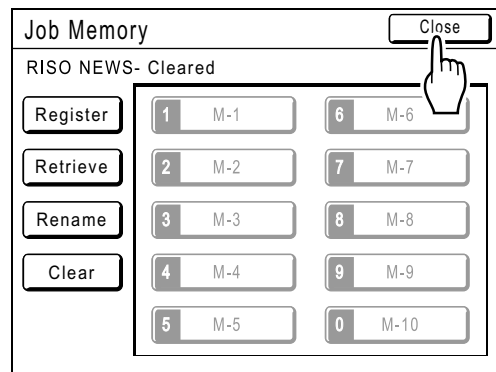 Job Memory Close
RISO NEWS- Cleared
Register 1 M-1 6 M-6
Retrieve 2 M-2 7 M-7
Rename 3 M-3 8 M-8
Clear 4 M-4 9 M-9
5 M-5 0 M-10